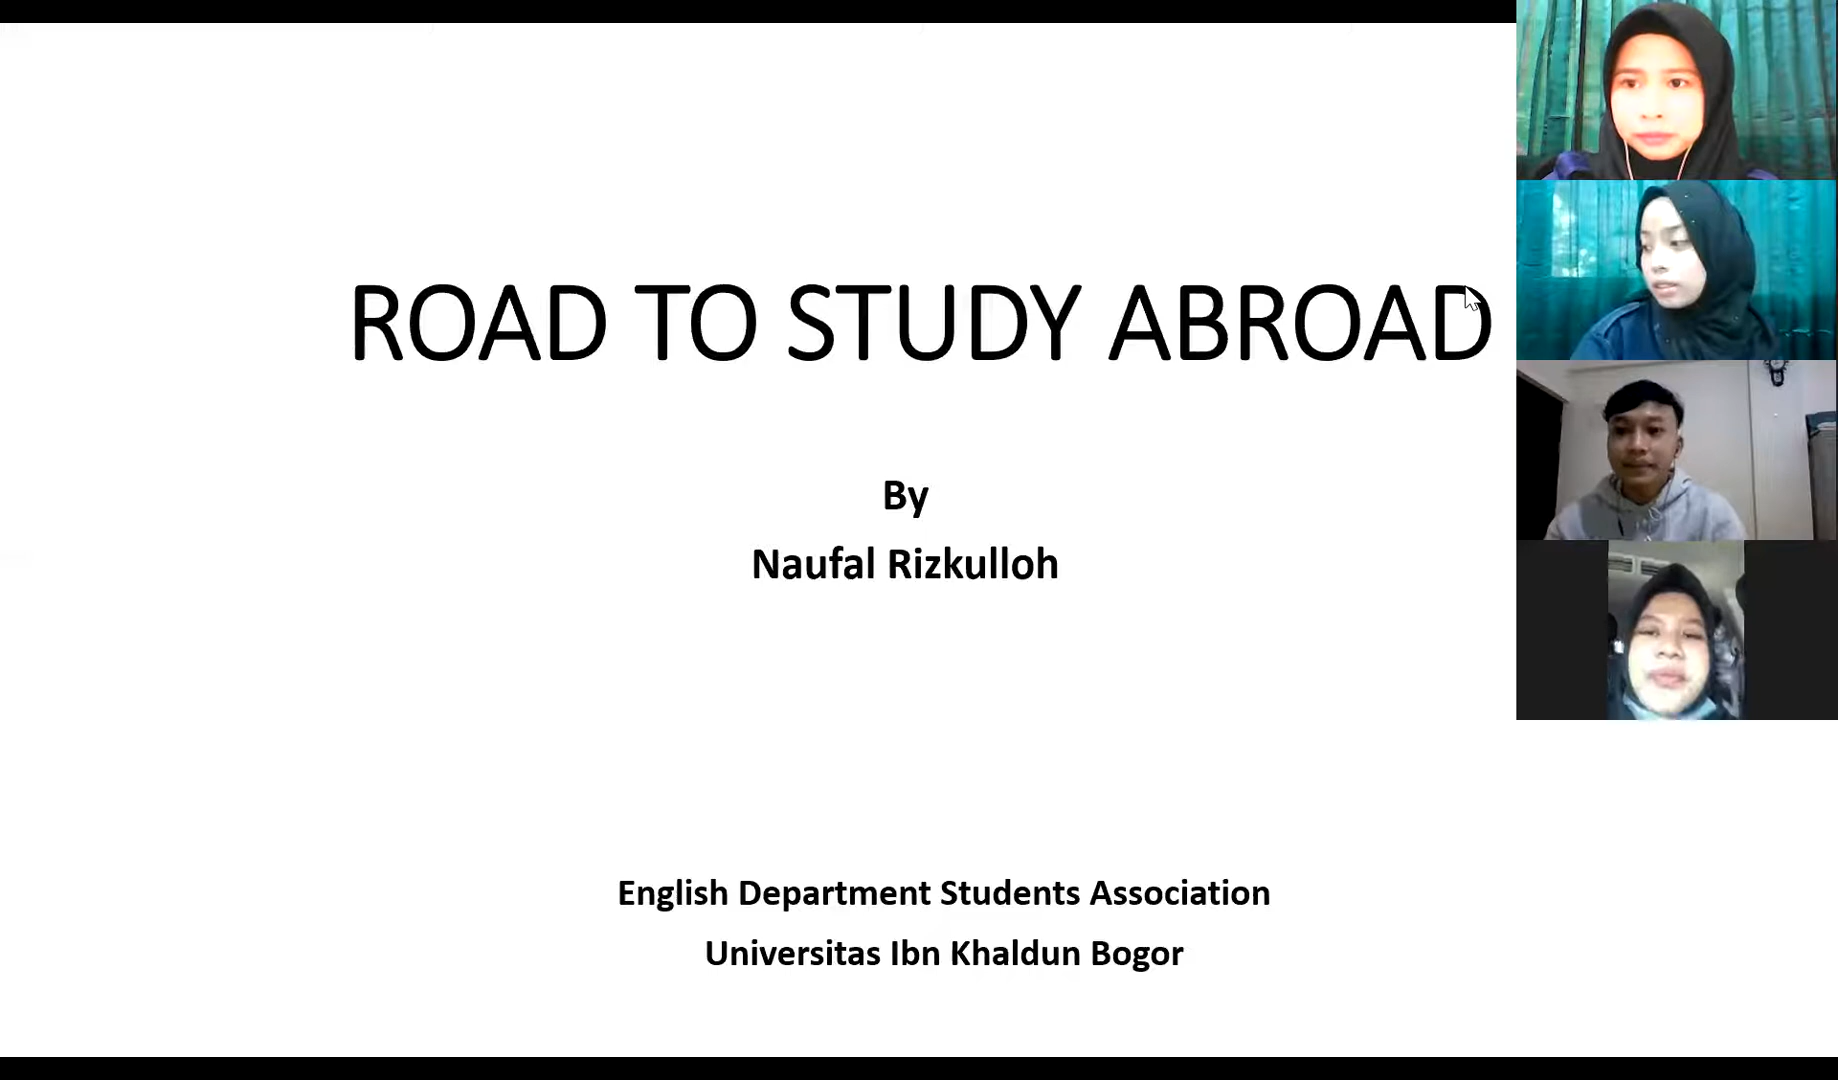 ROAD TO STUDY ABROAD
By
Naufal Rizkulloh
English Department Students Association
Universitas Ibn Khaldun Bogor